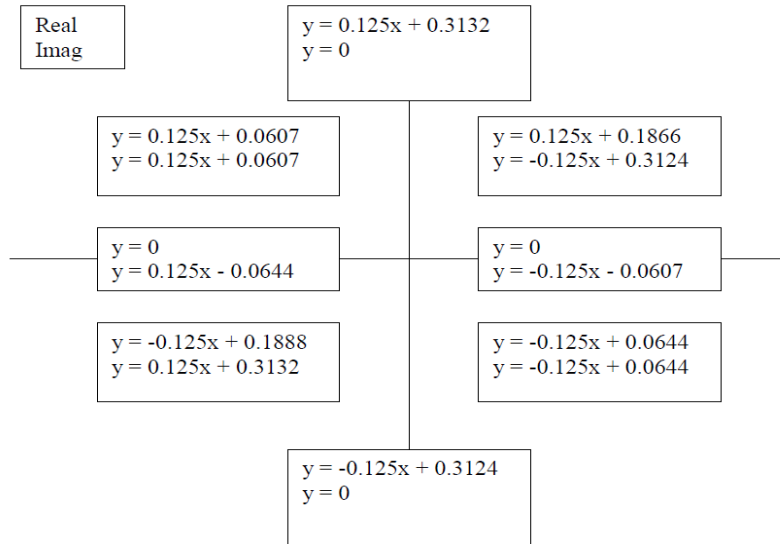 Real
Imag
y = 0.125x + 0.3132
y = 0
y = 0.125x + 0.0607
y = 0.125x + 0.0607
y = 0.125x + 0.1866
y = -0.125x + 0.3124
y = 0
y = 0.125x - 0.0644
y = 0
y = -0.125x - 0.0607
y = -0.125x + 0.1888
y = 0.125x + 0.3132
y = -0.125x + 0.0644
y = -0.125x + 0.0644
y = -0.125x + 0.3124
y = 0